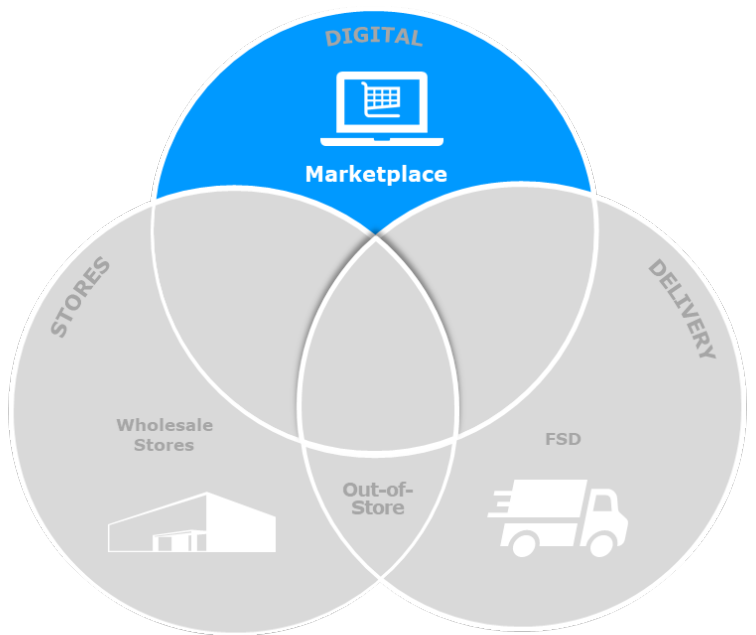 DIGITAL
Marketplace
STORES
DELIVERY
Wholesale
Stores
FSD
Out-of-
Store